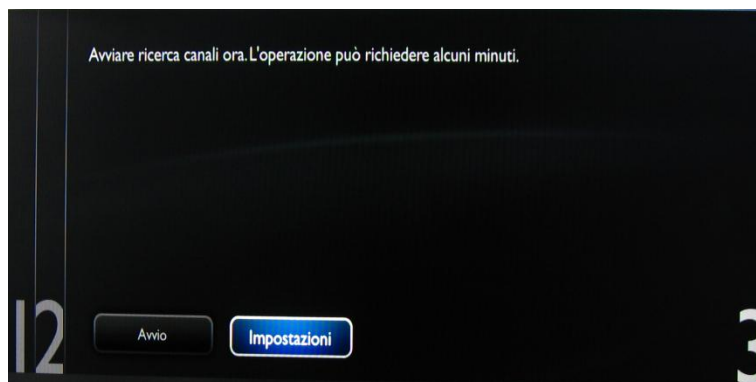 Avviare ricerca canali ora. L'operazione può richiedere alcuni minuti.
12
Avvio
Impostazioni
3